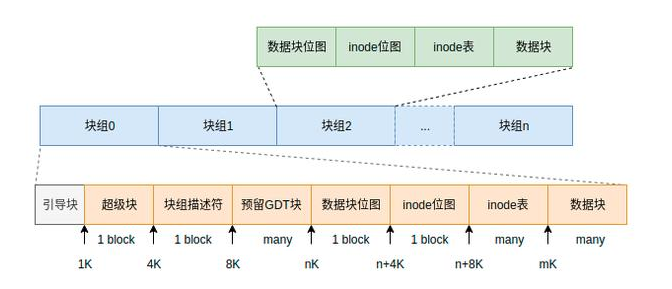 数据块位图 inode位图 inode表 数据块
块组0 块组1 块组2 ... 块组n
引导块 超级块 块组描述符 预留GDT块 数据块位图 inode位图 inode表 数据块
1 block 1 block many 1 block 1 block many many
1K 4K 8K nK n+4K n+8K mK